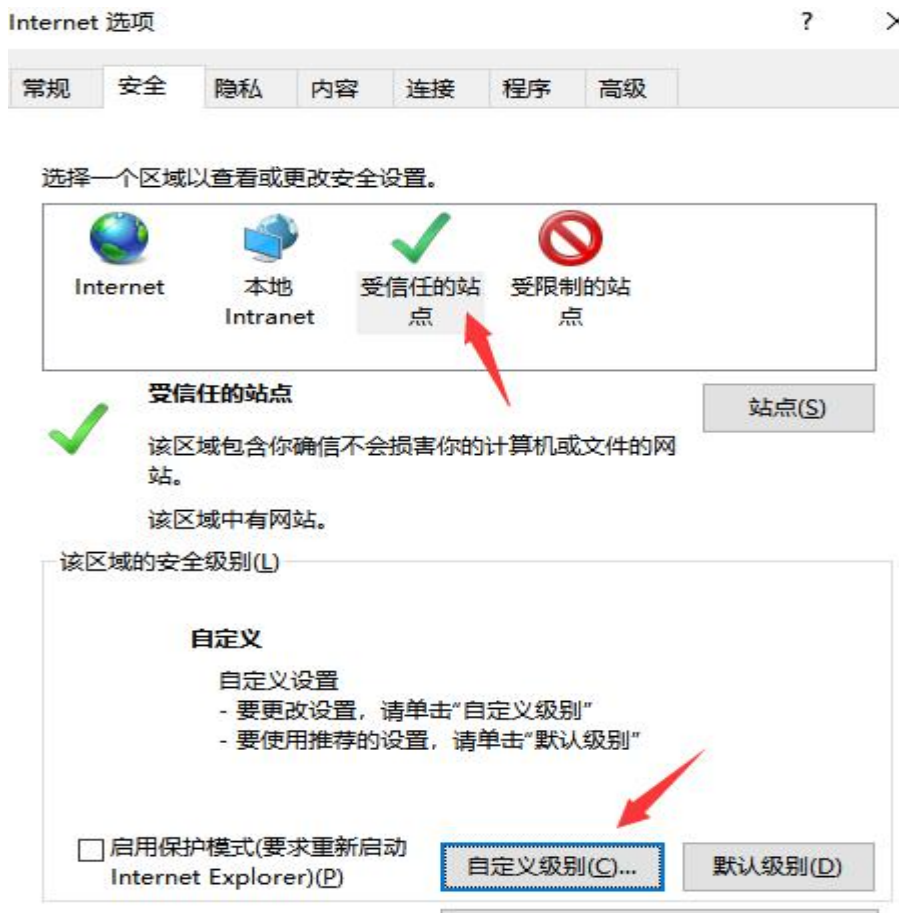 Internet 选项
?
常规 安全 隐私 内容 连接 程序 高级
选择一个区域以查看或更改安全设置。
Internet
本地
Intranet
受信任的站
点
受限制的站
点
受信任的站点
站点(S)
该区域包含你确信不会损害你的计算机或文件的网
站。
该区域中有网站。
该区域的安全级别(L)
自定义
自定义设置
- 要更改设置，请单击“自定义级别”
- 要使用推荐的设置，请单击“默认级别”
启用保护模式(要求重新启动
Internet Explorer)(P)
自定义级别(C)...
默认级别(D)